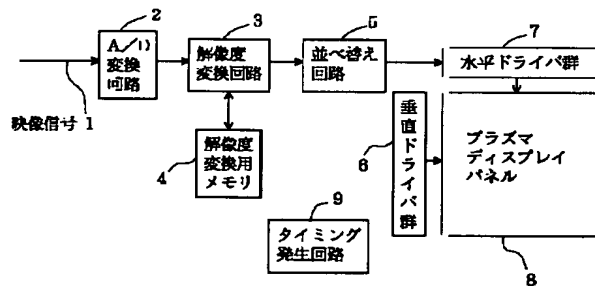 2
3
5
7
A/D
変換
回路
解像度
変換回路
並べ替え
回路
水平ドライバ群
映像信号 1
解像度
変換用
メモリ
4
垂直ドライバ群
6
プラズマ
ディスプレイ
パネル
8
9
タイミング
発生回路